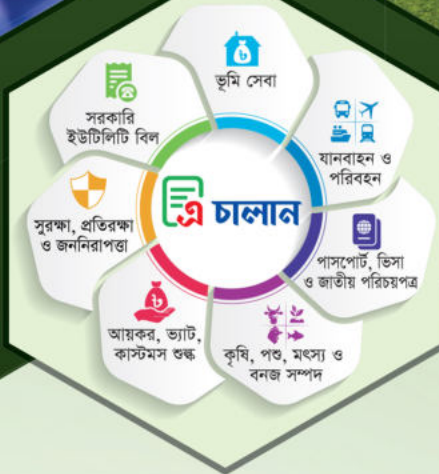 ভূমি সেবা
যানবাহন ও
পরিবহন
পাসপোর্ট, ভিসা
ও জাতীয় পরিচয়পত্র
কৃষি, পশু, মৎস্য ও
বনজ সম্পদ
আয়কর, ভ্যাট,
কাস্টমস শুল্ক
সুরক্ষা, প্রতিরক্ষা
ও জননিরাপত্তা
সরকারি
ইউটিলিটি বিল
এ চালান